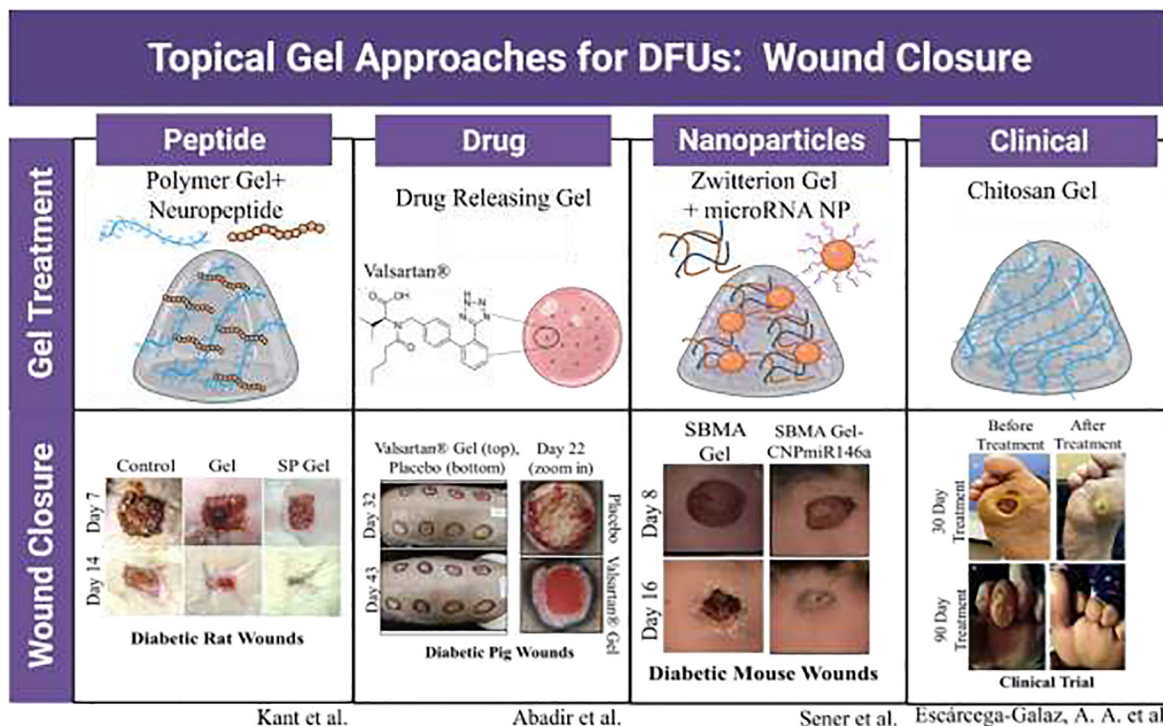 Topical Gel Approaches for DFUs: Wound Closure
Peptide
Drug
Nanoparticles
Clinical
Gel Treatment
Polymer Gel+
Neuropeptide
Drug Releasing Gel
Valsartan®
OH
O
N
O
H
N
N
N
N
Zwitterion Gel
+ microRNA NP
Chitosan Gel
Wound Closure
Control
Gel
SP Gel
Day 7
Day 14
Diabetic Rat Wounds
Valsartan® Gel (top),
Placebo (bottom)
Day 22
(zoom in)
Day 32
Day 43
Placebo
Valsartan® Gel
Diabetic Pig Wounds
SBMA
Gel
SBMA Gel-
CNPmiR146a
Day 8
Day 16
Diabetic Mouse Wounds
Before
Treatment
After
Treatment
30 Day
Treatment
90 Day
Treatment
Clinical Trial
Kant et al.
Abadir et al.
Sener et al.
Escárcega-Galaz, A. A. et al